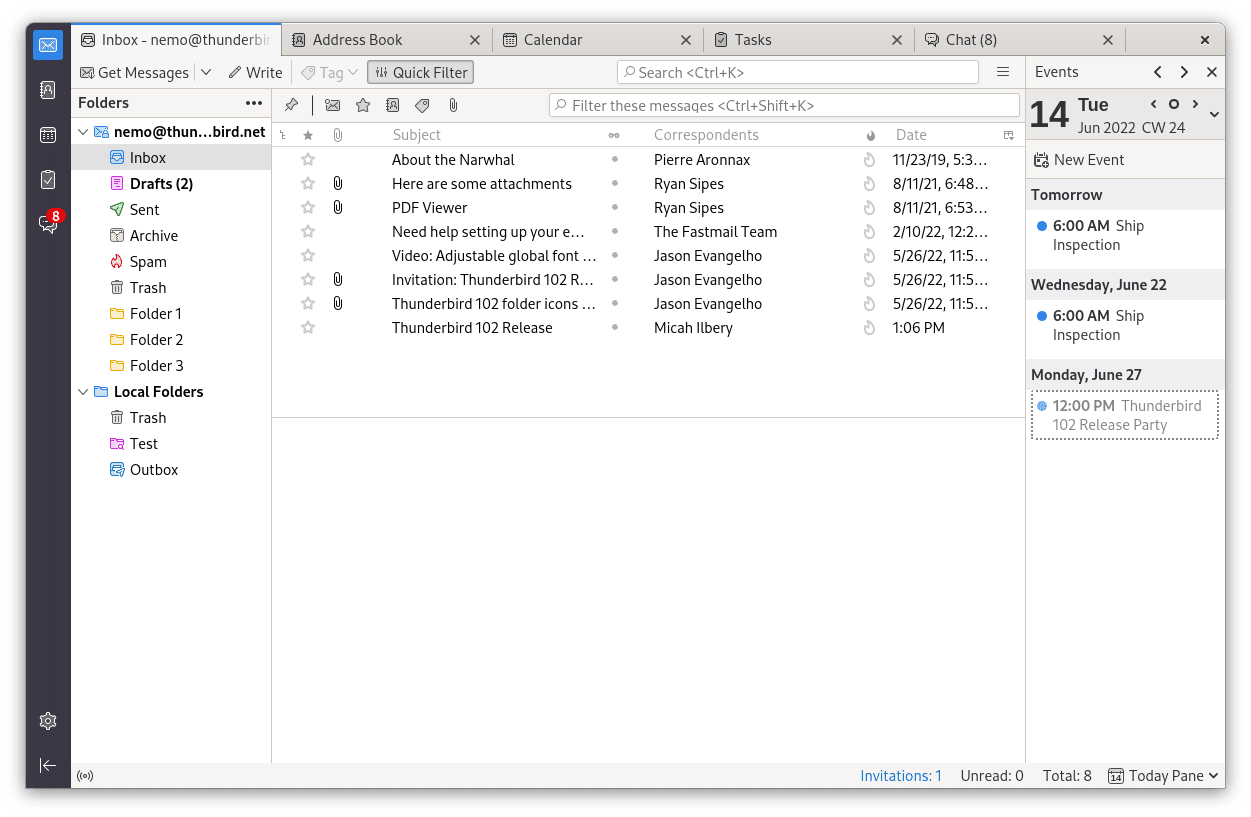 Inbox - nemo@thunderbir
Address Book
Calendar
Tasks
Chat (8)
Get Messages
Write
Tag
Quick Filter
Search <Ctrl+K>
Events
Folders
Filter these messages <Ctrl+Shift+K>
14
Tue
Jun 2022 CW 24
New Event
nemo@thun...bird.net
Inbox
Drafts (2)
Sent
Archive
Spam
Trash
Folder 1
Folder 2
Folder 3
Local Folders
Trash
Test
Outbox
8
Subject Correspondents Date
About the Narwhal Pierre Aronnax 11/23/19, 5:3...
Here are some attachments Ryan Sipes 8/11/21, 6:48...
PDF Viewer Ryan Sipes 8/11/21, 6:53...
Need help setting up your e... The Fastmail Team 2/10/22, 12:2...
Video: Adjustable global font ... Jason Evangelho 5/26/22, 11:5...
Invitation: Thunderbird 102 R... Jason Evangelho 5/26/22, 11:5...
Thunderbird 102 folder icons ... Jason Evangelho 5/26/22, 11:5...
Thunderbird 102 Release Micah Ilbery 1:06 PM
Tomorrow
6:00 AM Ship
Inspection
Wednesday, June 22
6:00 AM Ship
Inspection
Monday, June 27
12:00 PM Thunderbird
102 Release Party
Invitations: 1 Unread: 0 Total: 8 14 Today Pane